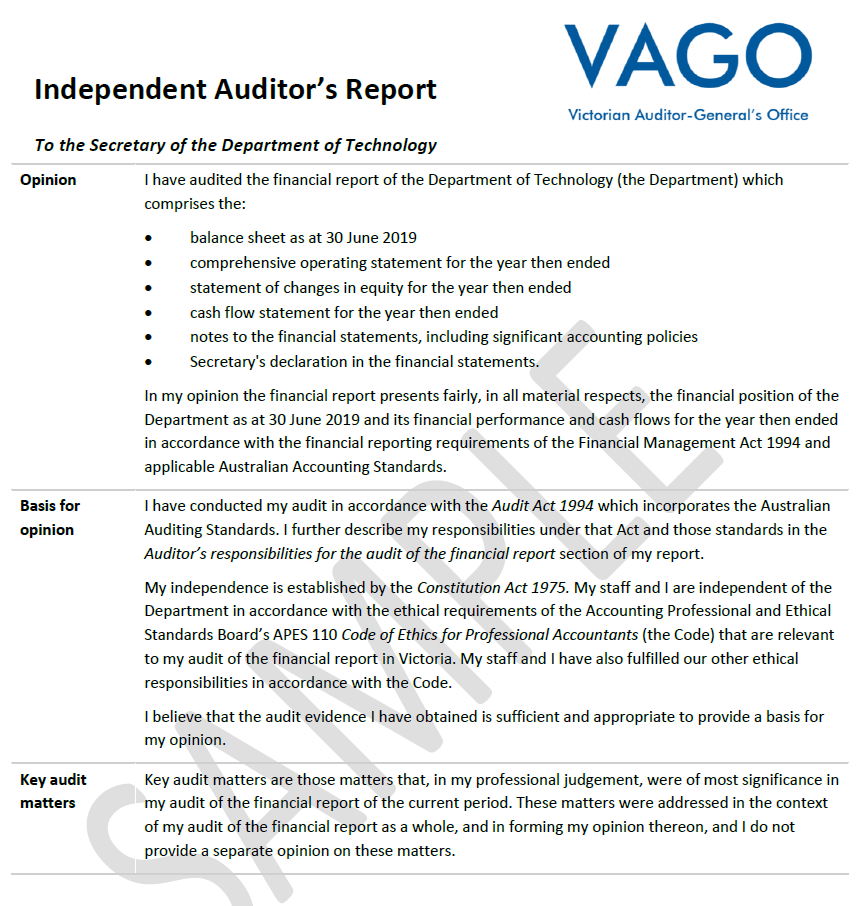 VAGO
Independent Auditor's Report
Victorian Auditor-General's Office
To the Secretary of the Department of Technology
Opinion
I have audited the financial report of the Department of Technology (the Department) which
comprises the:
• balance sheet as at 30 June 2019
• comprehensive operating statement for the year then ended
• statement of changes in equity for the year then ended
• cash flow statement for the year then ended
• notes to the financial statements, including significant accounting policies
• Secretary's declaration in the financial statements.
In my opinion the financial report presents fairly, in all material respects, the financial position of the
Department as at 30 June 2019 and its financial performance and cash flows for the year then ended
in accordance with the financial reporting requirements of the Financial Management Act 1994 and
applicable Australian Accounting Standards.
Basis for
opinion
I have conducted my audit in accordance with the Audit Act 1994 which incorporates the Australian
Auditing Standards. I further describe my responsibilities under that Act and those standards in the
Auditor's responsibilities for the audit of the financial report section of my report.
My independence is established by the Constitution Act 1975. My staff and I are independent of the
Department in accordance with the ethical requirements of the Accounting Professional and Ethical
Standards Board's APES 110 Code of Ethics for Professional Accountants (the Code) that are relevant
to my audit of the financial report in Victoria. My staff and I have also fulfilled our other ethical
responsibilities in accordance with the Code.
I believe that the audit evidence I have obtained is sufficient and appropriate to provide a basis for
my opinion.
Key audit
matters
Key audit matters are those matters that, in my professional judgement, were of most significance in
my audit of the financial report of the current period. These matters were addressed in the context
of my audit of the financial report as a whole, and in forming my opinion thereon, and I do not
provide a separate opinion on these matters.
SAMPLE